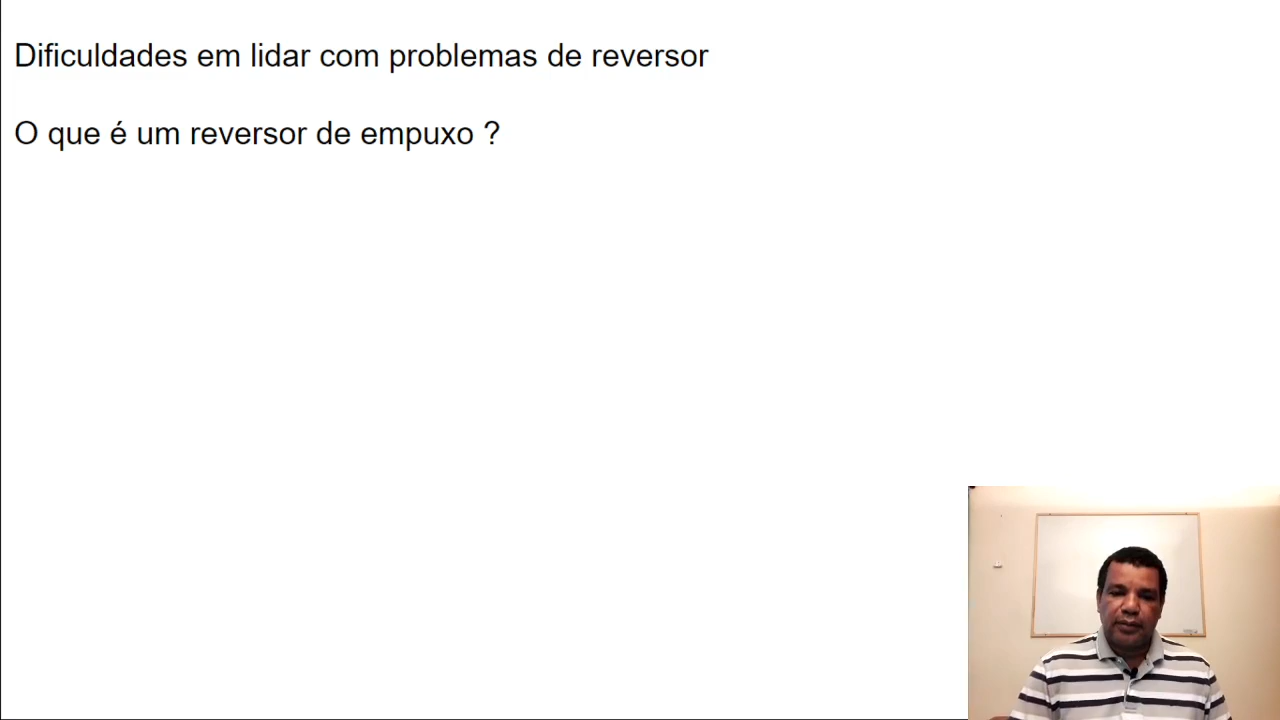 Dificuldades em lidar com problemas de reversor
O que é um reversor de empuxo ?